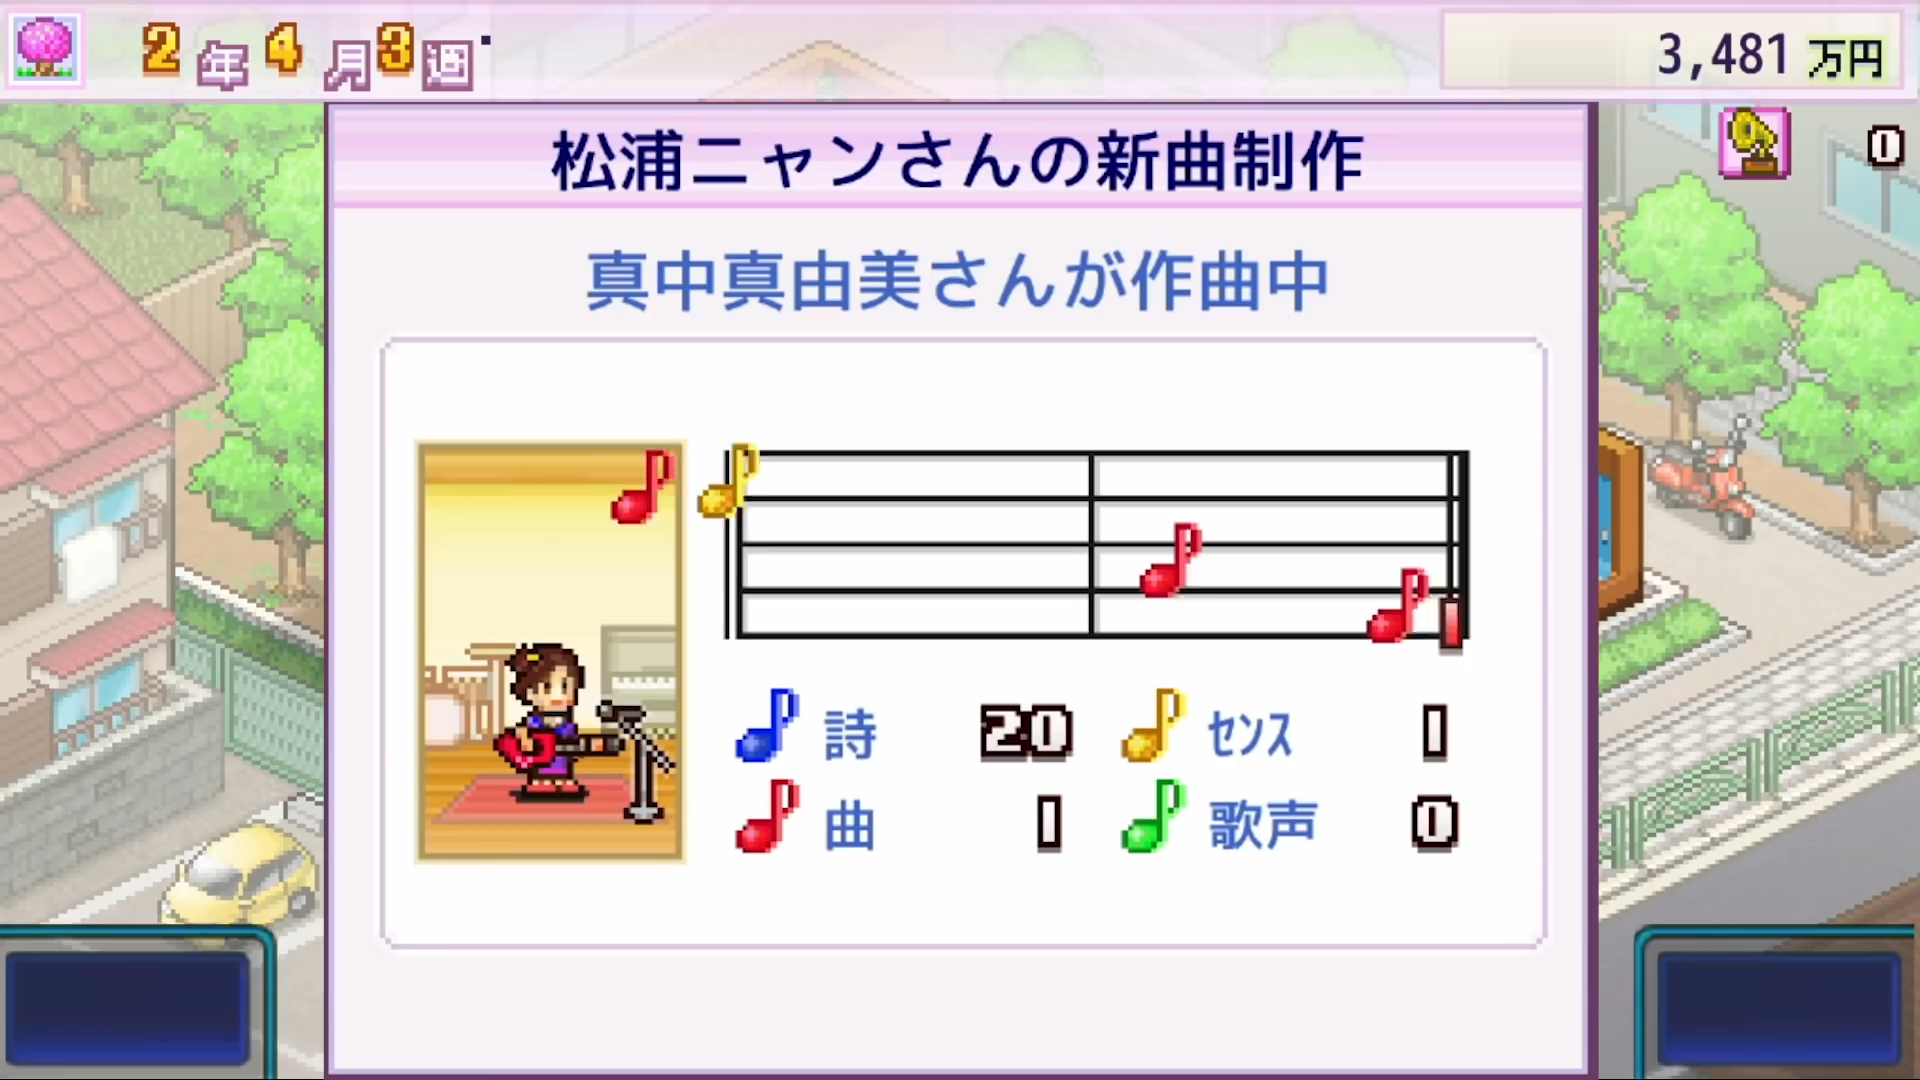 2年4月3週
3,481万円
0
松浦ニャンさんの新曲制作
真中真由美さんが作曲中
詩 20 センス 1
曲 1 歌声 0